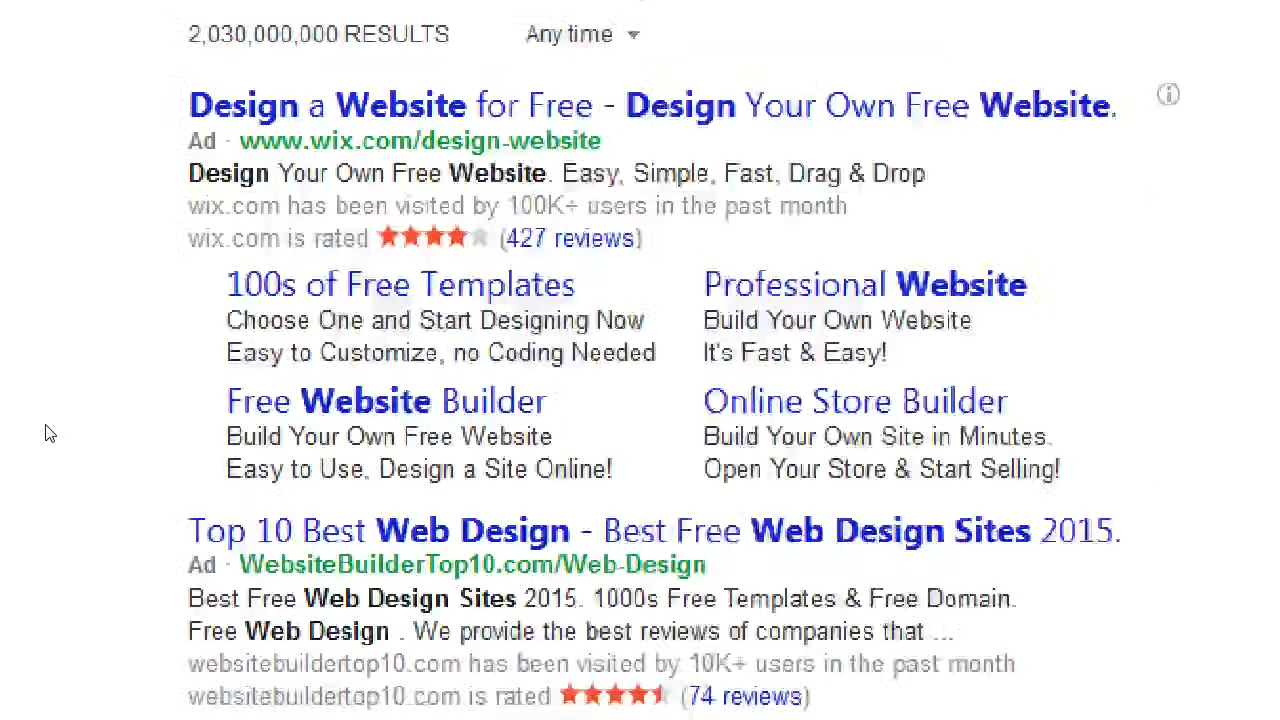 2,030,000,000 RESULTS Any time
Design a Website for Free - Design Your Own Free Website.
Ad · www.wix.com/design-website
Design Your Own Free Website. Easy, Simple, Fast, Drag & Drop
wix.com has been visited by 100K+ users in the past month
wix.com is rated (427 reviews)
100s of Free Templates
Choose One and Start Designing Now
Easy to Customize, no Coding Needed
Professional Website
Build Your Own Website
It's Fast & Easy!
Free Website Builder
Build Your Own Free Website
Easy to Use, Design a Site Online!
Online Store Builder
Build Your Own Site in Minutes.
Open Your Store & Start Selling!
Top 10 Best Web Design - Best Free Web Design Sites 2015.
Ad · WebsiteBuilderTop10.com/Web-Design
Best Free Web Design Sites 2015. 1000s Free Templates & Free Domain.
Free Web Design . We provide the best reviews of companies that ...
websitebuildertop10.com has been visited by 10K+ users in the past month
websitebuildertop10.com is rated (74 reviews)